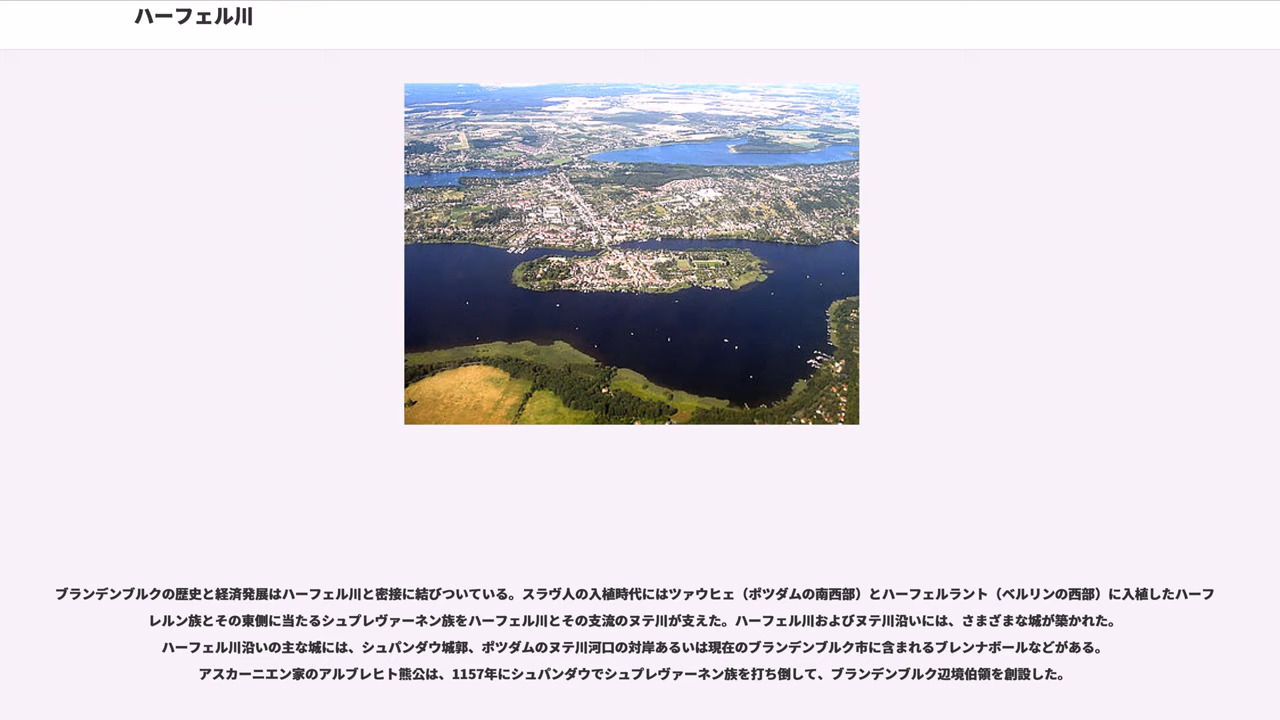 ハーフェル川
ブランデンブルクの歴史と経済発展はハーフェル川と密接に結びついている。スラヴ人の入植時代にはツァウヒェ（ポツダムの南西部）とハーフェルラント（ベルリンの西部）に入植したハーフ
レルン族とその東側に当たるシュプレヴァーネン族をハーフェル川とその支流のヌテ川が支えた。ハーフェル川およびヌテ川沿いには、さまざまな城が築かれた。
ハーフェル川沿いの主な城には、シュパンダウ城郭、ポツダムのヌテ川河口の対岸あるいは現在のブランデンブルク市に含まれるブレンナボールなどがある。
アスカーニエン家のアルブレヒト熊公は、1157年にシュパンダウでシュプレヴァーネン族を打ち倒して、ブランデンブルク辺境伯領を創設した。